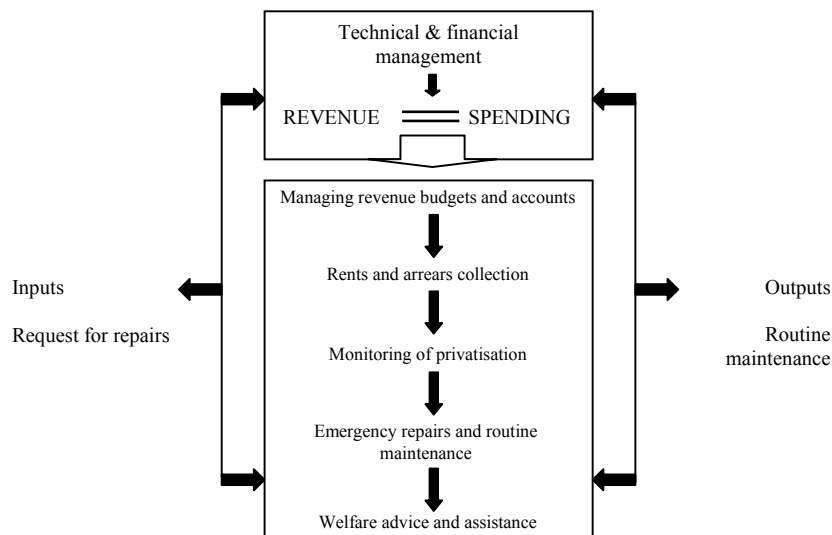 Technical & financial
management
REVENUE SPENDING
Managing revenue budgets and accounts
Rents and arrears collection
Inputs
Outputs
Request for repairs
Routine
maintenance
Monitoring of privatisation
Emergency repairs and routine
maintenance
Welfare advice and assistance